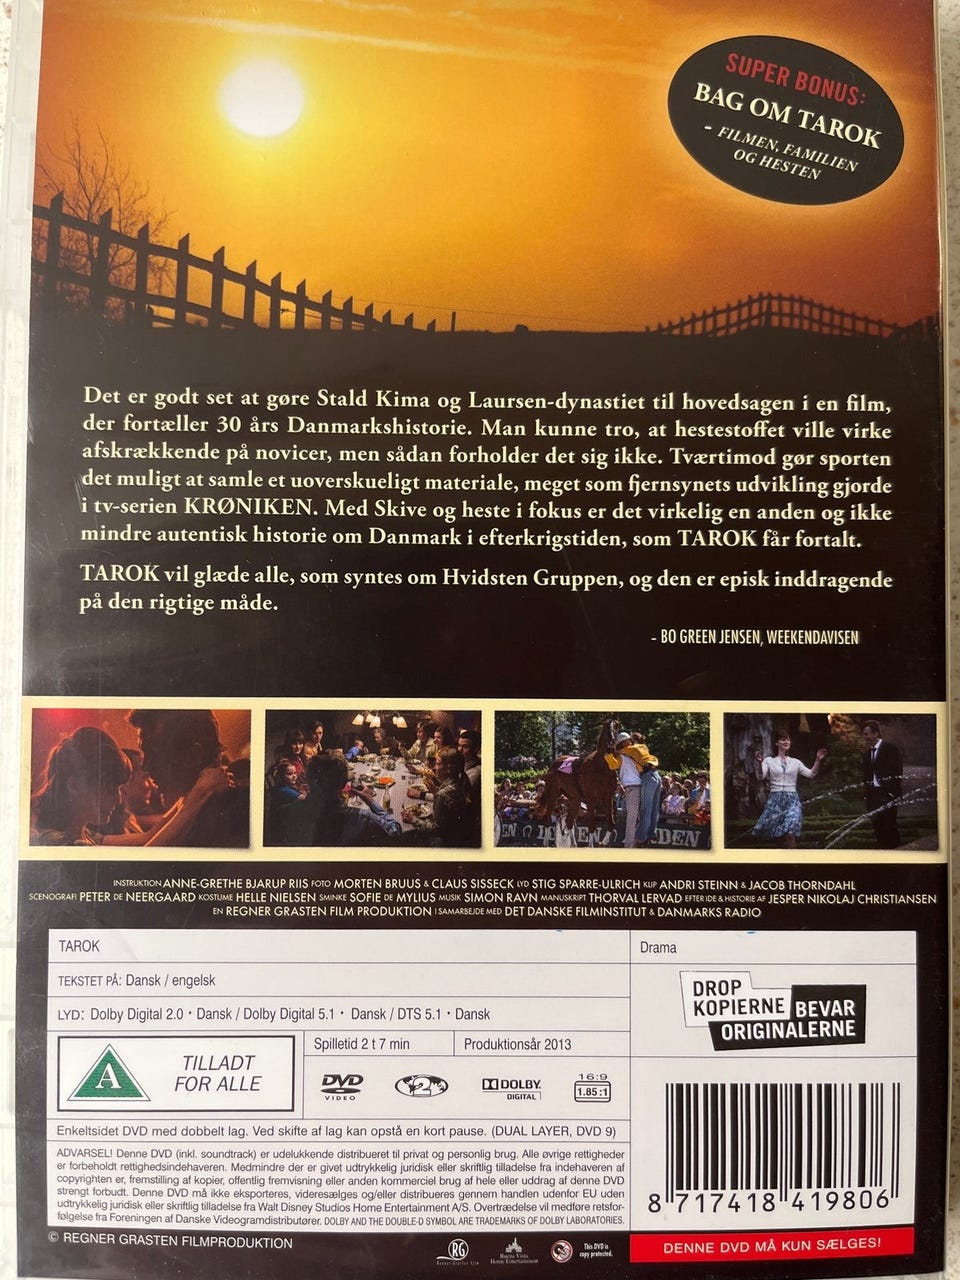 SUPER BONUS:
BAG OM TAROK
- FILMEN, FAMILIEN
OG HESTEN
Det er godt set at gøre Stald Kima og Laursen-dynastiet til hovedsagen i en film,
der fortæller 30 års Danmarkshistorie. Man kunne tro, at hestestoffet ville virke
afskrækkende på novicer, men sådan forholder det sig ikke. Tværtimod gør sporten
det muligt at samle et uoverskueligt materiale, meget som fjernsynets udvikling gjorde
i tv-serien KRØNIKEN. Med Skive og heste i fokus er det virkelig en anden og ikke
mindre autentisk historie om Danmark i efterkrigstiden, som TAROK får fortalt.
TAROK vil glæde alle, som syntes om Hvidsten Gruppen, og den er episk inddragende
på den rigtige måde.
- BO GREEN JENSEN, WEEKENDAVISEN
INSTRUKTION ANNE-GRETHE BJARUP RIIS FOTO MORTEN BRUUS & CLAUS SISSECK LYD STIG SPARRE-ULRICH KLIP ANDRI STEINN & JACOB THORNDAHL
SCENOGRAFI PETER DE NEERGAARD KOSTUME HELLE NIELSEN SMINKE SOFIE DE MYLIUS MUSIK SIMON RAVN MANUSKRIPT THORVAL LERVAD EFTER IDE & HISTORIE AF JESPER NIKOLAJ CHRISTIANSEN
EN REGNER GRASTEN FILM PRODUKTION I SAMARBEJDE MED DET DANSKE FILMINSTITUT & DANMARKS RADIO
TAROK
Drama
TEKSTET PÅ: Dansk / engelsk
LYD: Dolby Digital 2.0 · Dansk / Dolby Digital 5.1 · Dansk / DTS 5.1 · Dansk
DROP
KOPIERNE BEVAR
ORIGINALERNE
A
TILLADT
FOR ALLE
Spilletid 2 t 7 min
Produktionsår 2013
DVD
VIDEO
2
DOLBY
DIGITAL
16:9
1.85:1
Enkeltsidet DVD med dobbelt lag. Ved skifte af lag kan opstå en kort pause. (DUAL LAYER, DVD 9)
ADVARSEL! Denne DVD (inkl. soundtrack) er udelukkende distribueret til privat og personlig brug. Alle øvrige rettigheder
er forbeholdt rettighedsindehaveren. Medmindre der er givet udtrykkelig juridisk eller skriftlig tilladelse fra indehaveren af
copyrighten er, fremstilling af kopier, offentlig fremvisning eller anden kommerciel brug af hele eller uddrag af denne DVD
strengt forbudt. Denne DVD må ikke eksporteres, videresælges og/eller distribueres gennem handlen udenfor EU uden
udtrykkelig juridisk eller skriftlig tilladelse fra Walt Disney Studios Home Entertainment A/S. Overtrædelse vil medføre retsfor-
følgelse fra Foreningen af Danske Videogramdistributører. DOLBY AND THE DOUBLE-D SYMBOL ARE TRADEMARKS OF DOLBY LABORATORIES.
8 717418 419806
© REGNER GRASTEN FILMPRODUKTION
RG
Regner Grasten Film
Buena Vista
Home Entertainment
This DVD is
copy protected.
DENNE DVD MÅ KUN SÆLGES!